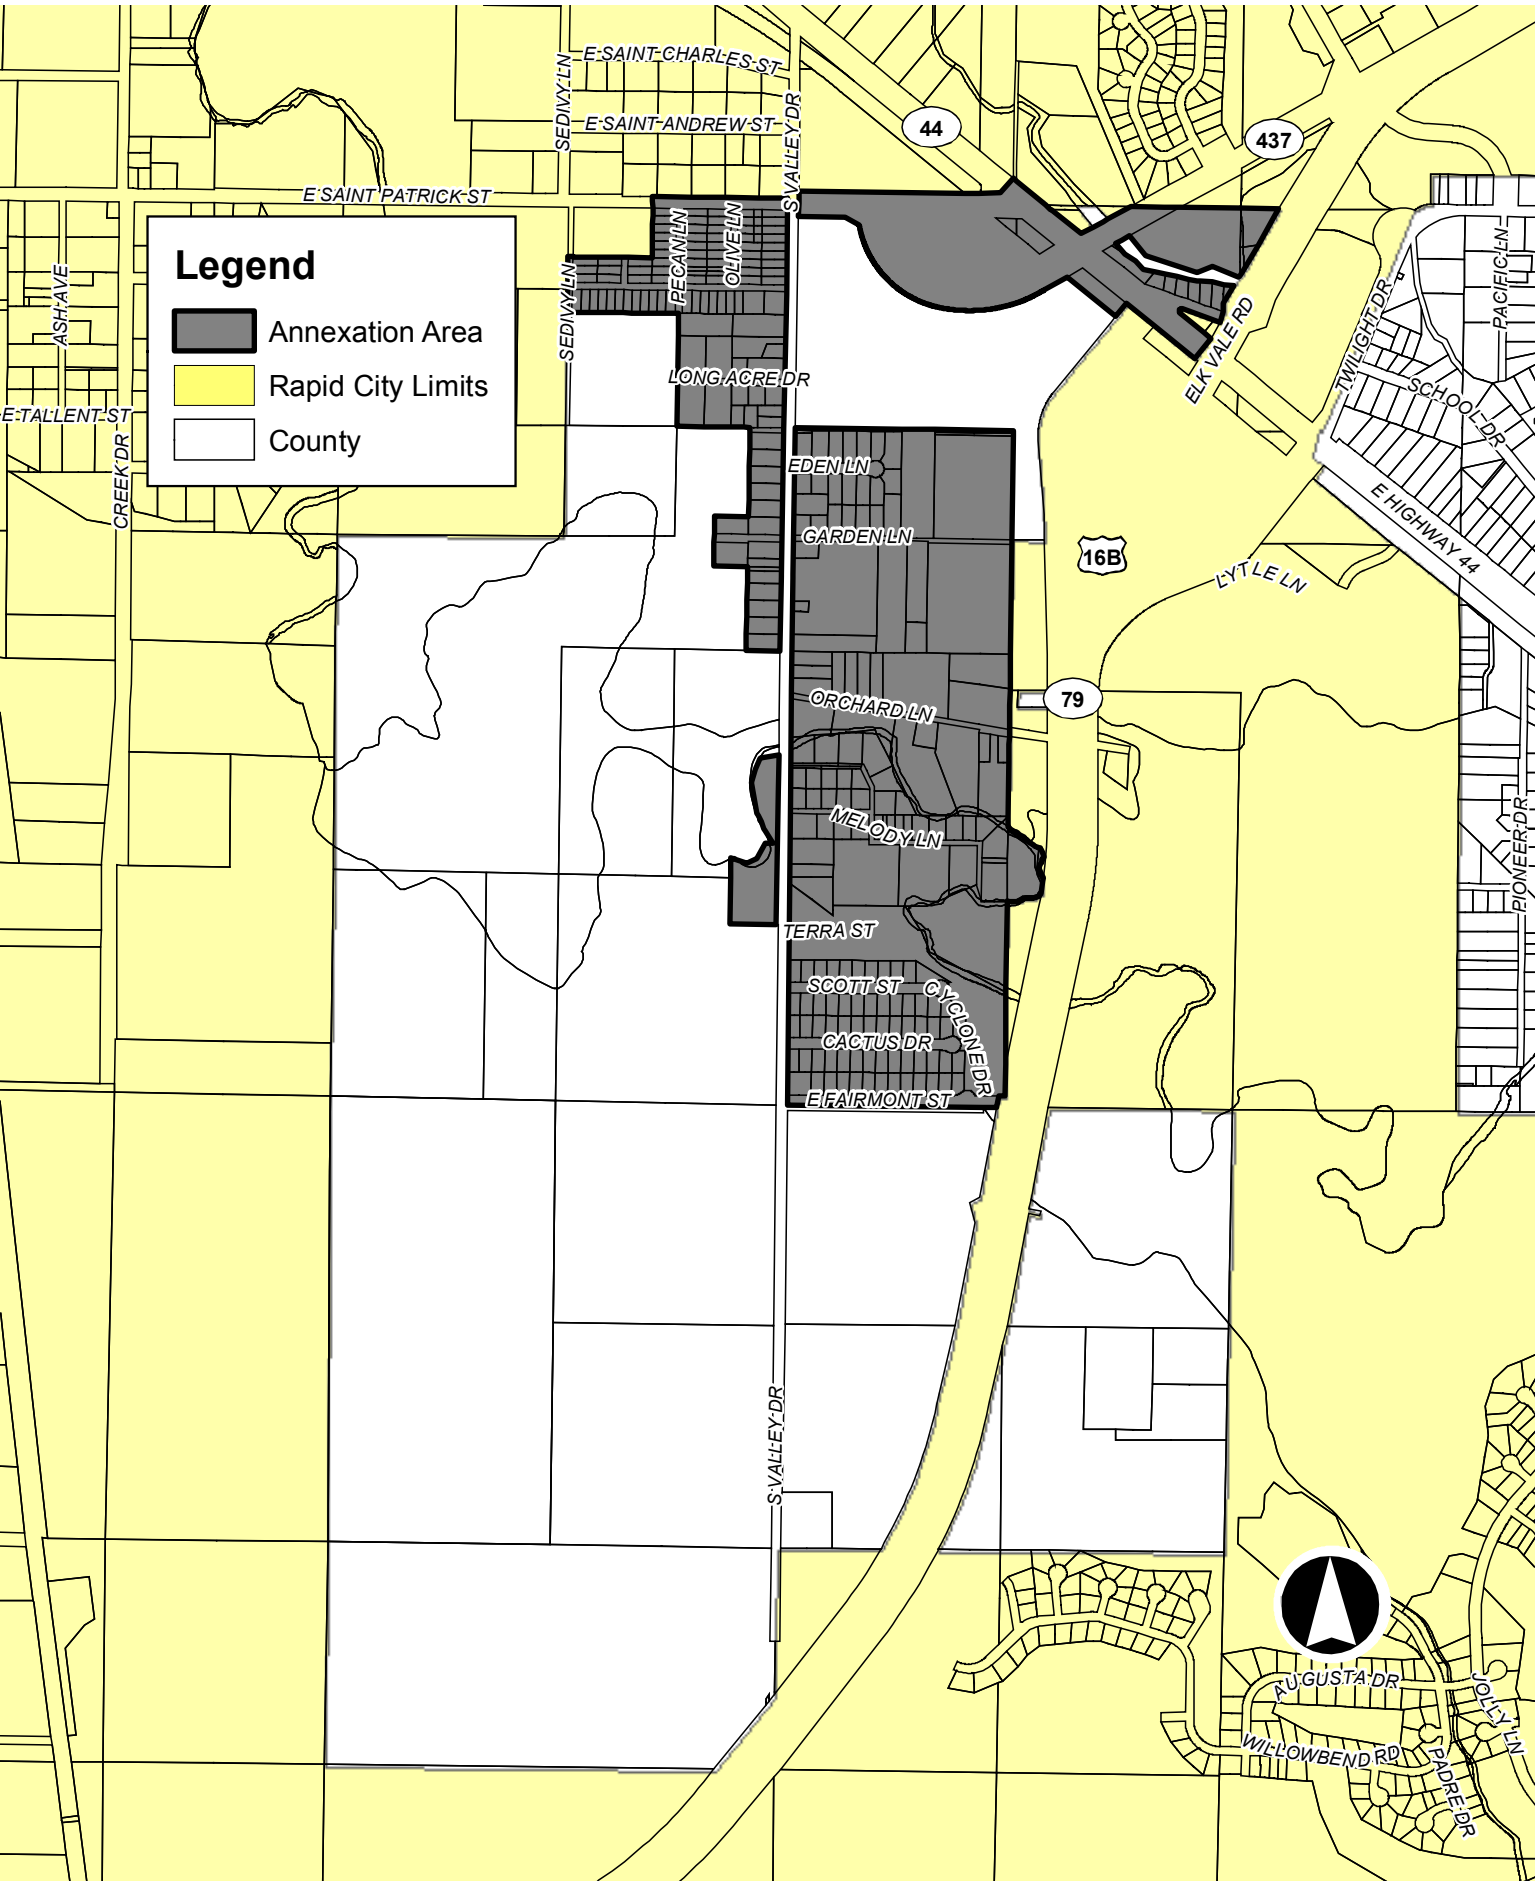 E SAINT CHARLES ST
SEDIVY LN
E SAINT ANDREW ST
S VALLEY DR
44
437
E SAINT PATRICK ST
PECAN LN
OLIVE LN
Legend
Annexation Area
Rapid City Limits
County
ASH AVE
SEDIVY LN
PACIFIC LN
TWILIGHT DR
ELK VALE RD
LONG ACRE DR
SCHOOL DR
E TALLENT ST
CREEK DR
EDEN LN
GARDEN LN
E HIGHWAY 44
16B
LYTLE LN
79
ORCHARD LN
MELODY LN
PIONEER DR
TERRA ST
SCOTT ST
CYCLONE DR
CACTUS DR
E FAIRMONT ST
S VALLEY DR
AUGUSTA DR
JOLLY LN
WILLOWBEND RD
PADRE DR